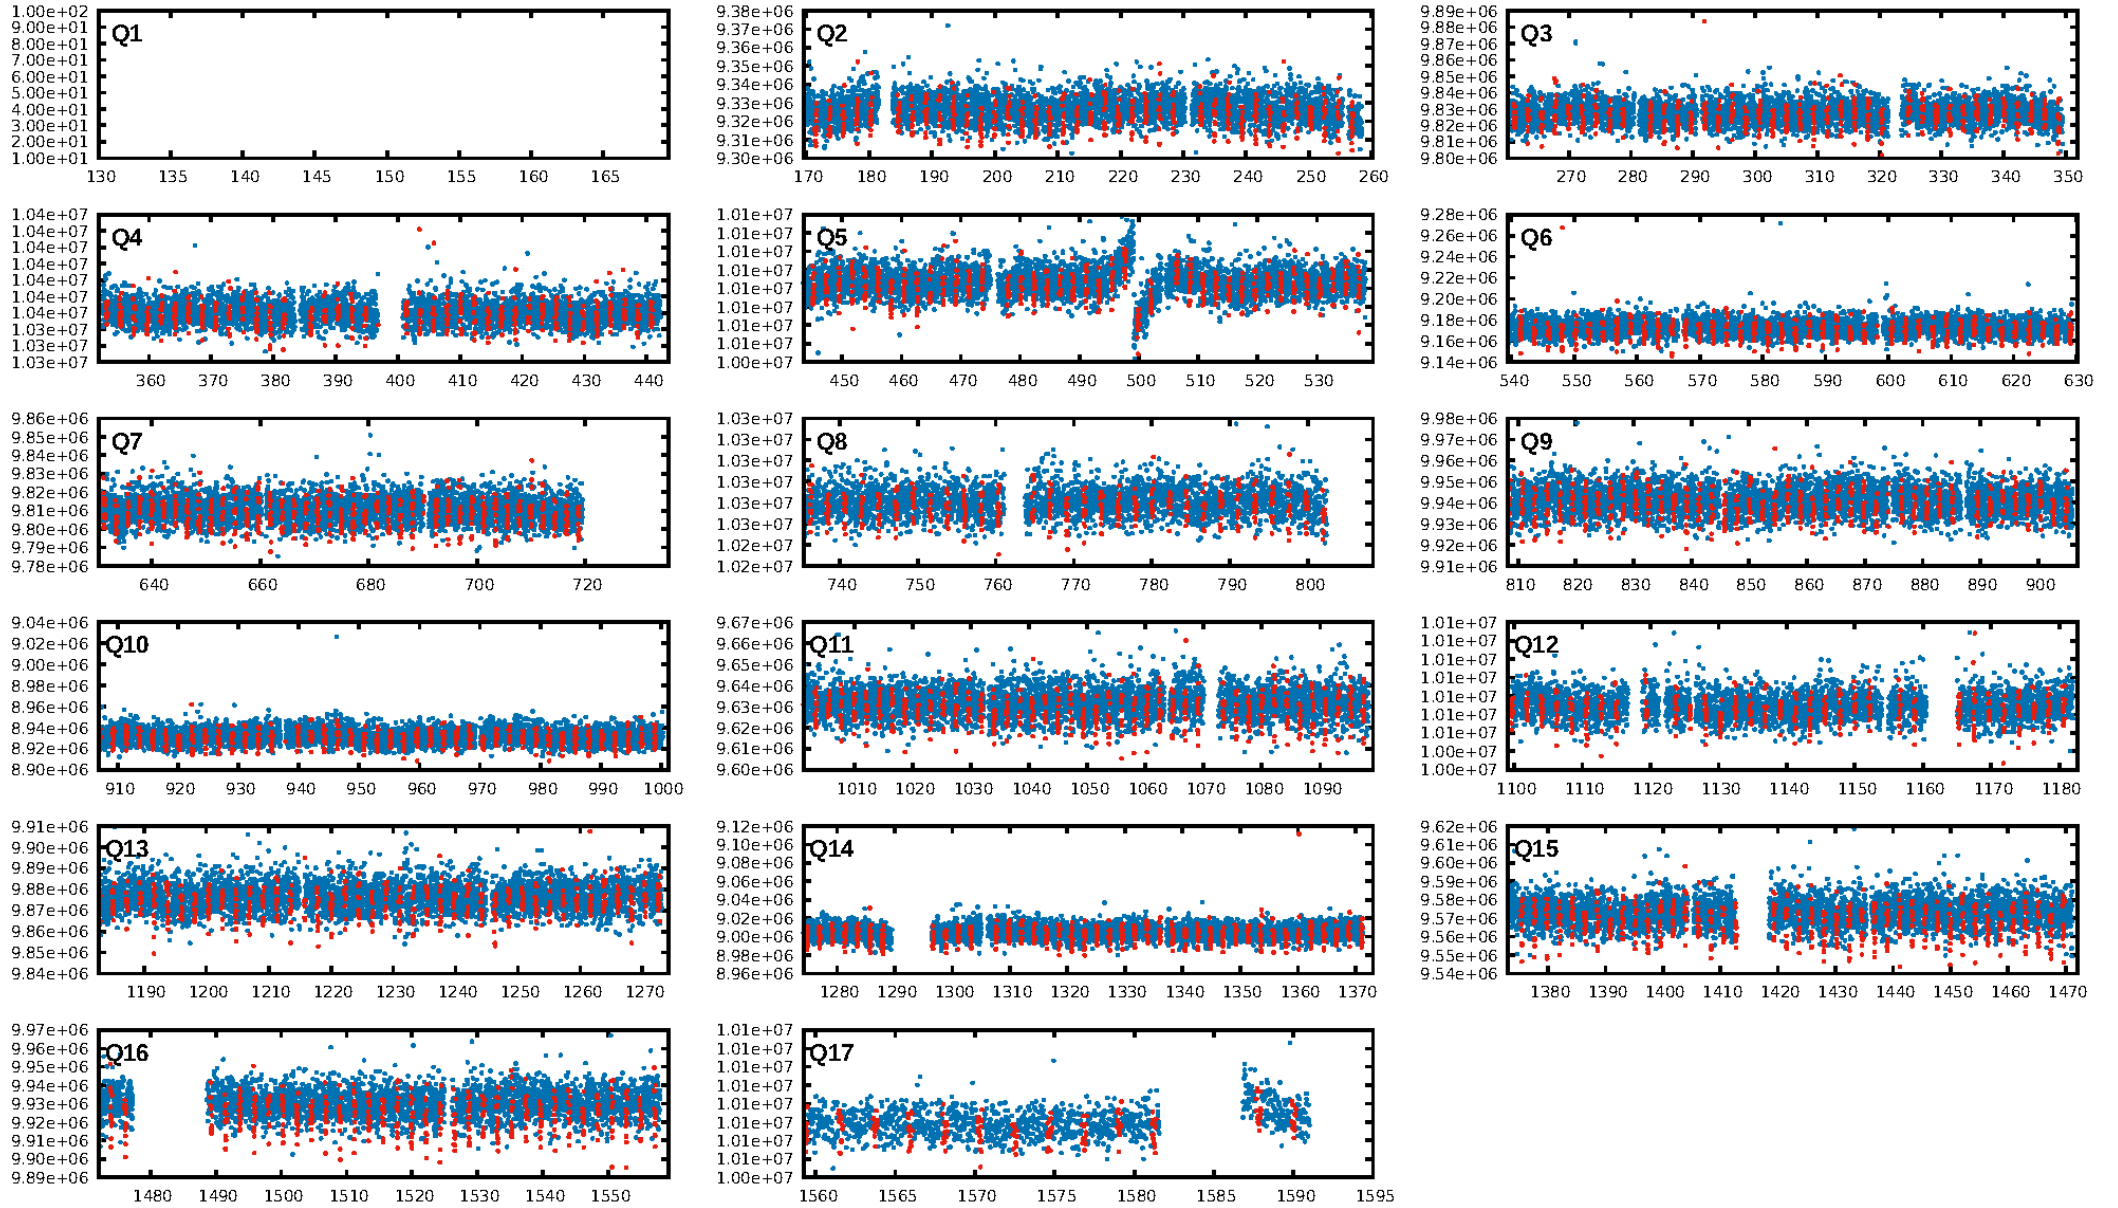 1.00e+02
9.00e+01
8.00e+01
7.00e+01
6.00e+01
5.00e+01
4.00e+01
3.00e+01
2.00e+01
1.00e+01
Q1
130 135 140 145 150 155 160 165
9.38e+06
9.37e+06
9.36e+06
9.35e+06
9.34e+06
9.33e+06
9.32e+06
9.31e+06
9.30e+06
Q2
170 180 190 200 210 220 230 240 250 260
9.89e+06
9.88e+06
9.87e+06
9.86e+06
9.85e+06
9.84e+06
9.83e+06
9.82e+06
9.81e+06
9.80e+06
Q3
270 280 290 300 310 320 330 340 350
1.04e+07
1.04e+07
1.04e+07
1.04e+07
1.04e+07
1.04e+07
1.04e+07
1.03e+07
1.03e+07
1.03e+07
Q4
360 370 380 390 400 410 420 430 440
1.01e+07
1.01e+07
1.01e+07
1.01e+07
1.01e+07
1.01e+07
1.01e+07
1.01e+07
1.00e+07
Q5
450 460 470 480 490 500 510 520 530
9.28e+06
9.26e+06
9.24e+06
9.22e+06
9.20e+06
9.18e+06
9.16e+06
9.14e+06
Q6
540 550 560 570 580 590 600 610 620 630
9.86e+06
9.85e+06
9.84e+06
9.83e+06
9.82e+06
9.81e+06
9.80e+06
9.79e+06
9.78e+06
Q7
640 660 680 700 720
1.03e+07
1.03e+07
1.03e+07
1.03e+07
1.03e+07
1.03e+07
1.02e+07
1.02e+07
Q8
740 750 760 770 780 790 800
9.98e+06
9.97e+06
9.96e+06
9.95e+06
9.94e+06
9.93e+06
9.92e+06
9.91e+06
Q9
810 820 830 840 850 860 870 880 890 900
9.04e+06
9.02e+06
9.00e+06
8.98e+06
8.96e+06
8.94e+06
8.92e+06
8.90e+06
Q10
910 920 930 940 950 960 970 980 990 1000
9.67e+06
9.66e+06
9.65e+06
9.64e+06
9.63e+06
9.62e+06
9.61e+06
9.60e+06
Q11
1010 1020 1030 1040 1050 1060 1070 1080 1090
1.01e+07
1.01e+07
1.01e+07
1.01e+07
1.01e+07
1.01e+07
1.00e+07
1.00e+07
Q12
1100 1110 1120 1130 1140 1150 1160 1170 1180
9.91e+06
9.90e+06
9.89e+06
9.88e+06
9.87e+06
9.86e+06
9.85e+06
9.84e+06
Q13
1190 1200 1210 1220 1230 1240 1250 1260 1270
9.12e+06
9.10e+06
9.08e+06
9.06e+06
9.04e+06
9.02e+06
9.00e+06
8.98e+06
8.96e+06
Q14
1280 1290 1300 1310 1320 1330 1340 1350 1360 1370
9.62e+06
9.61e+06
9.60e+06
9.59e+06
9.58e+06
9.57e+06
9.56e+06
9.55e+06
9.54e+06
Q15
1380 1390 1400 1410 1420 1430 1440 1450 1460 1470
9.97e+06
9.96e+06
9.95e+06
9.94e+06
9.93e+06
9.92e+06
9.91e+06
9.90e+06
9.89e+06
Q16
1480 1490 1500 1510 1520 1530 1540 1550
1.01e+07
1.01e+07
1.01e+07
1.01e+07
1.01e+07
1.01e+07
1.01e+07
1.01e+07
1.00e+07
Q17
1560 1565 1570 1575 1580 1585 1590 1595